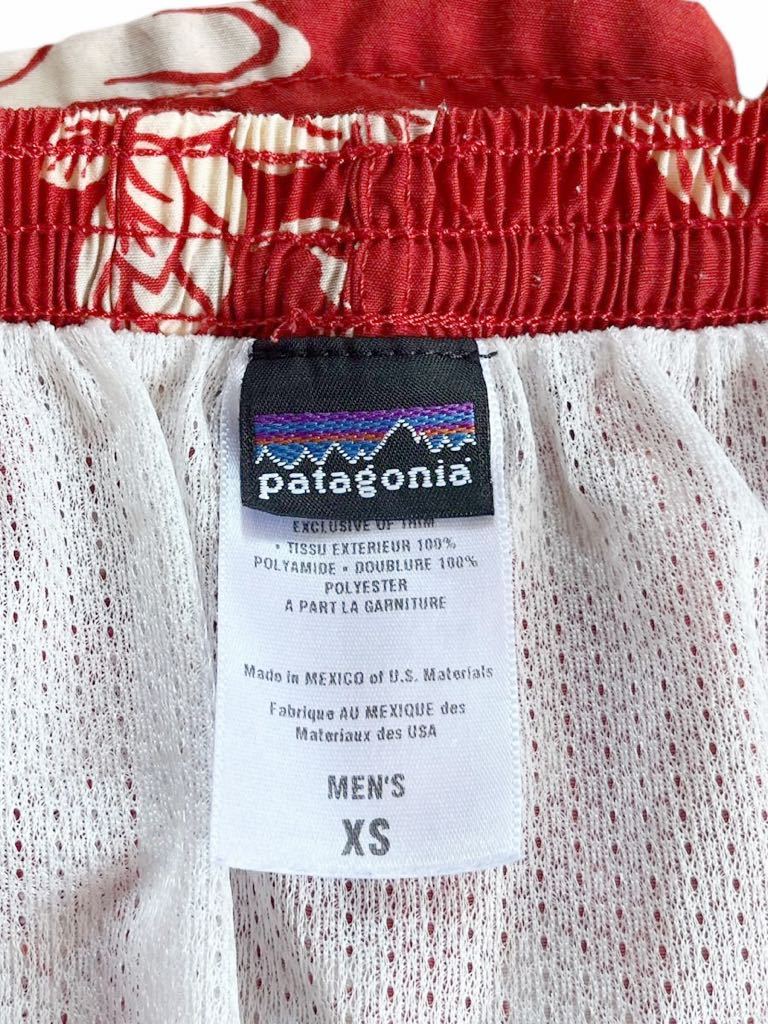 patagonia
EXCLUSIVE OF TRIM
• TISSU EXTERIEUR 100%
POLYAMIDE • DOUBLURE 100%
POLYESTER
A PART LA GARNITURE
Made in MEXICO of U.S. Materials
Fabrique AU MEXIQUE des
Materiaux des USA
MEN'S
XS